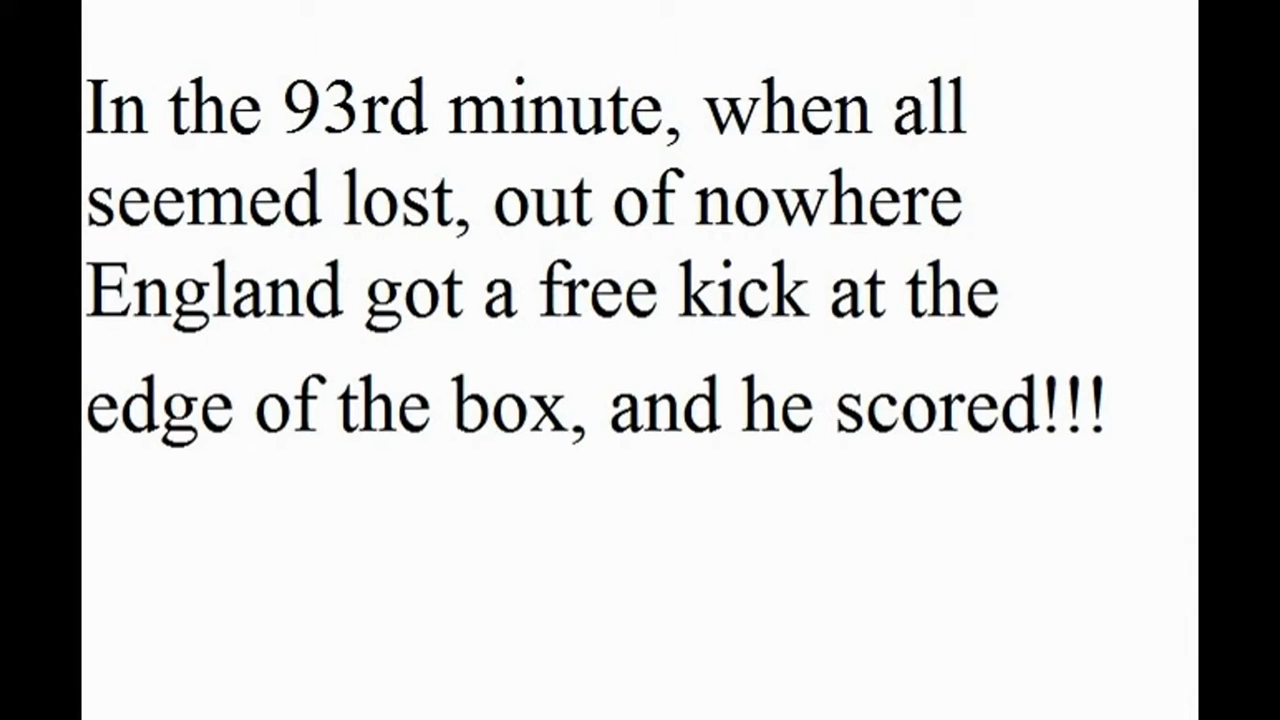 In the 93rd minute, when all
seemed lost, out of nowhere
England got a free kick at the
edge of the box, and he scored!!!